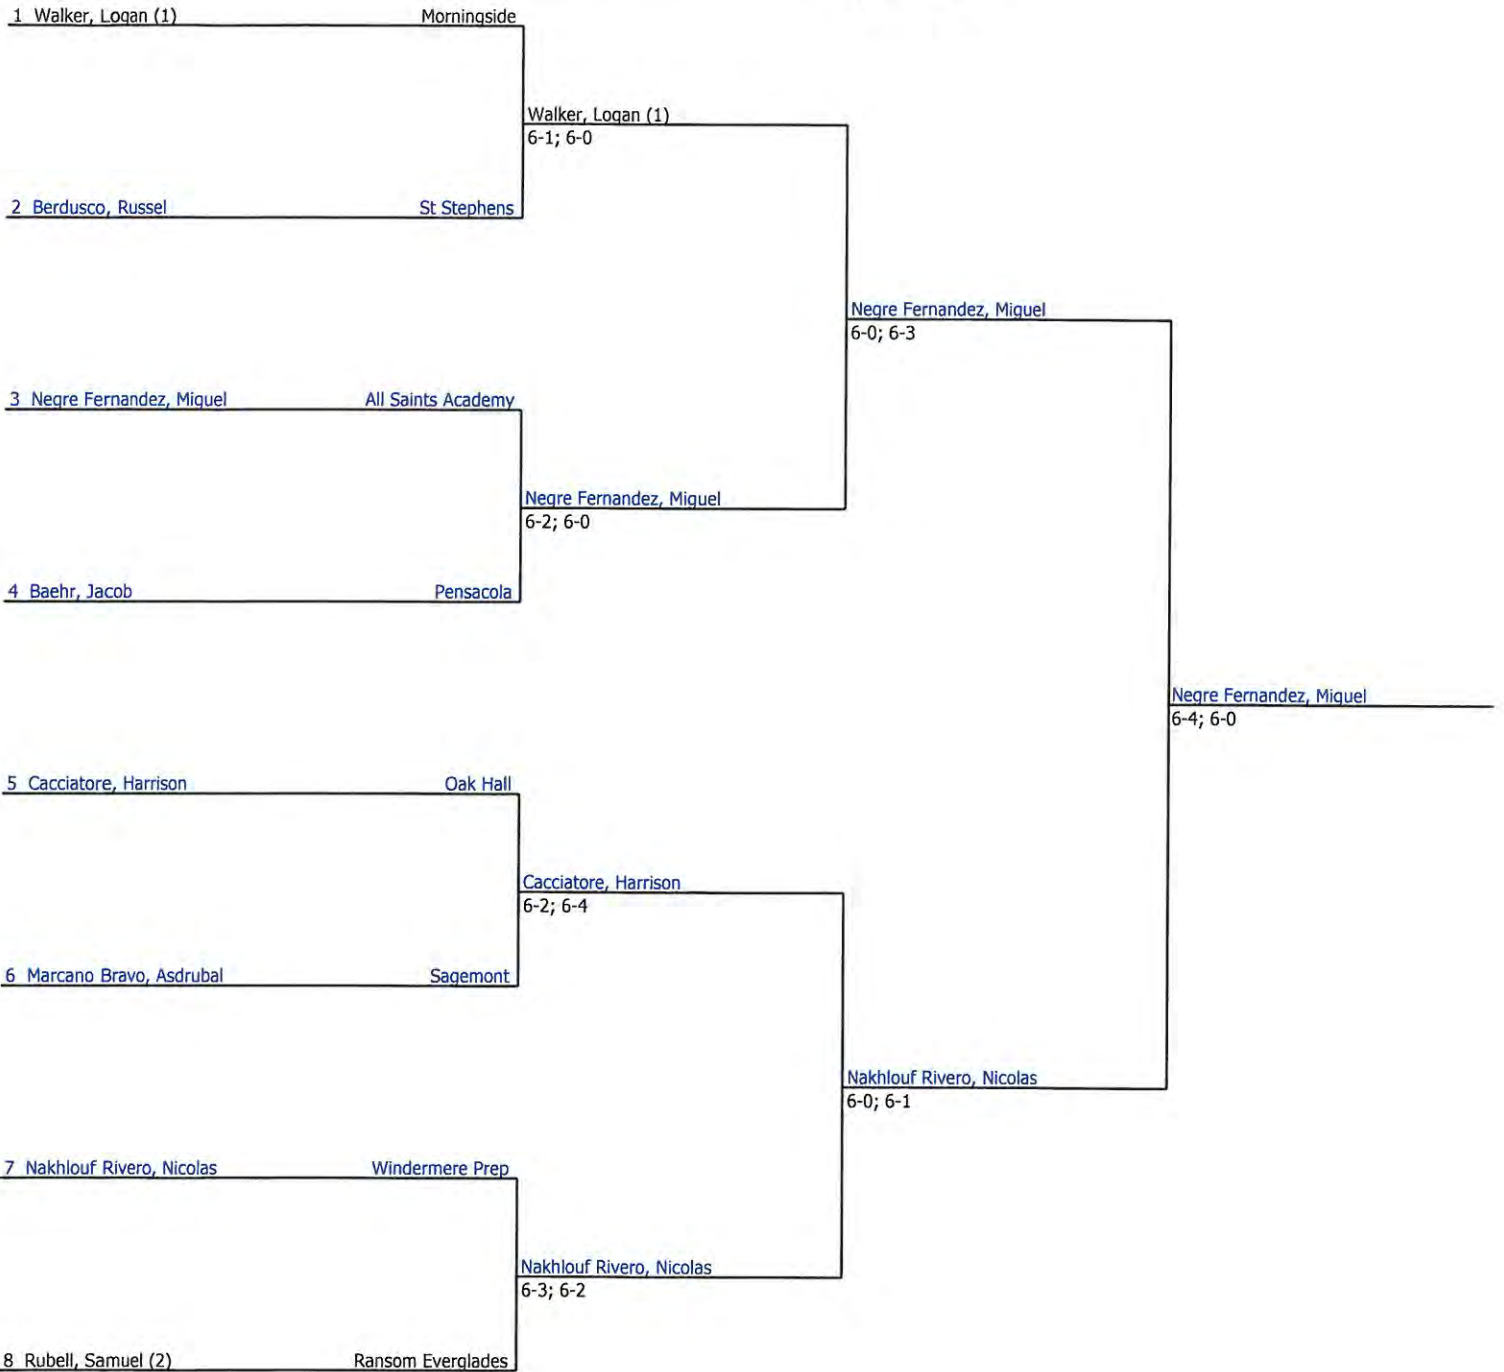 1 Walker, Logan (1) Morningside
Walker, Logan (1)
6-1; 6-0
2 Berdusco, Russel St Stephens
Negre Fernandez, Miguel
6-0; 6-3
3 Negre Fernandez, Miguel All Saints Academy
Negre Fernandez, Miguel
6-2; 6-0
4 Baehr, Jacob Pensacola
Negre Fernandez, Miguel
6-4; 6-0
5 Cacciatore, Harrison Oak Hall
Cacciatore, Harrison
6-2; 6-4
6 Marcano Bravo, Asdrubal Sagemont
Nakhlouf Rivero, Nicolas
6-0; 6-1
7 Nakhlouf Rivero, Nicolas Windermere Prep
Nakhlouf Rivero, Nicolas
6-3; 6-2
8 Rubell, Samuel (2) Ransom Everglades